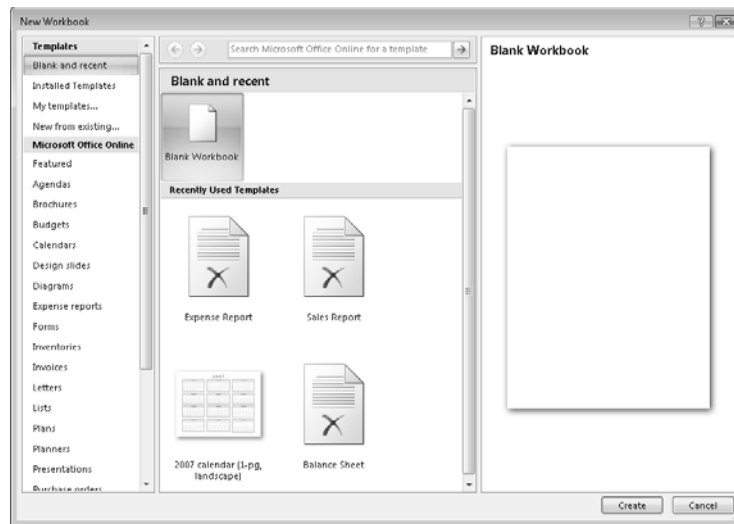 New Workbook
Templates
Blank and recent
Installed Templates
My templates...
New from existing...
Microsoft Office Online
Featured
Agendas
Brochures
Budgets
Calendars
Design slides
Diagrams
Expense reports
Forms
Inventories
Invoices
Letters
Lists
Plans
Planners
Presentations
Purchase orders
Search Microsoft Office Online for a template
Blank and recent
Blank Workbook
Recently Used Templates
Expense Report
Sales Report
2007
2007 calendar (1-pg,
landscape)
Balance Sheet
Blank Workbook
Create
Cancel